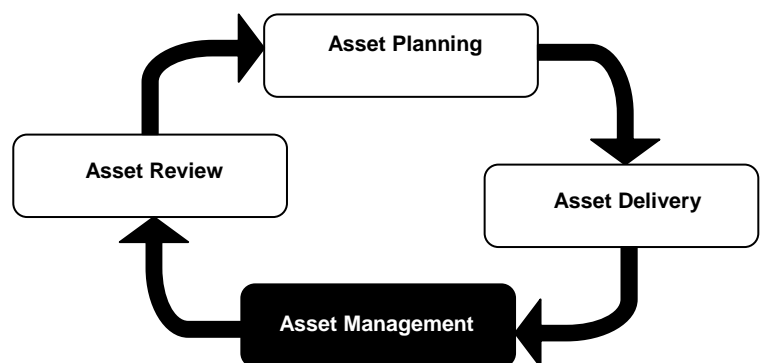 Asset Planning
Asset Review
Asset Delivery
Asset Management